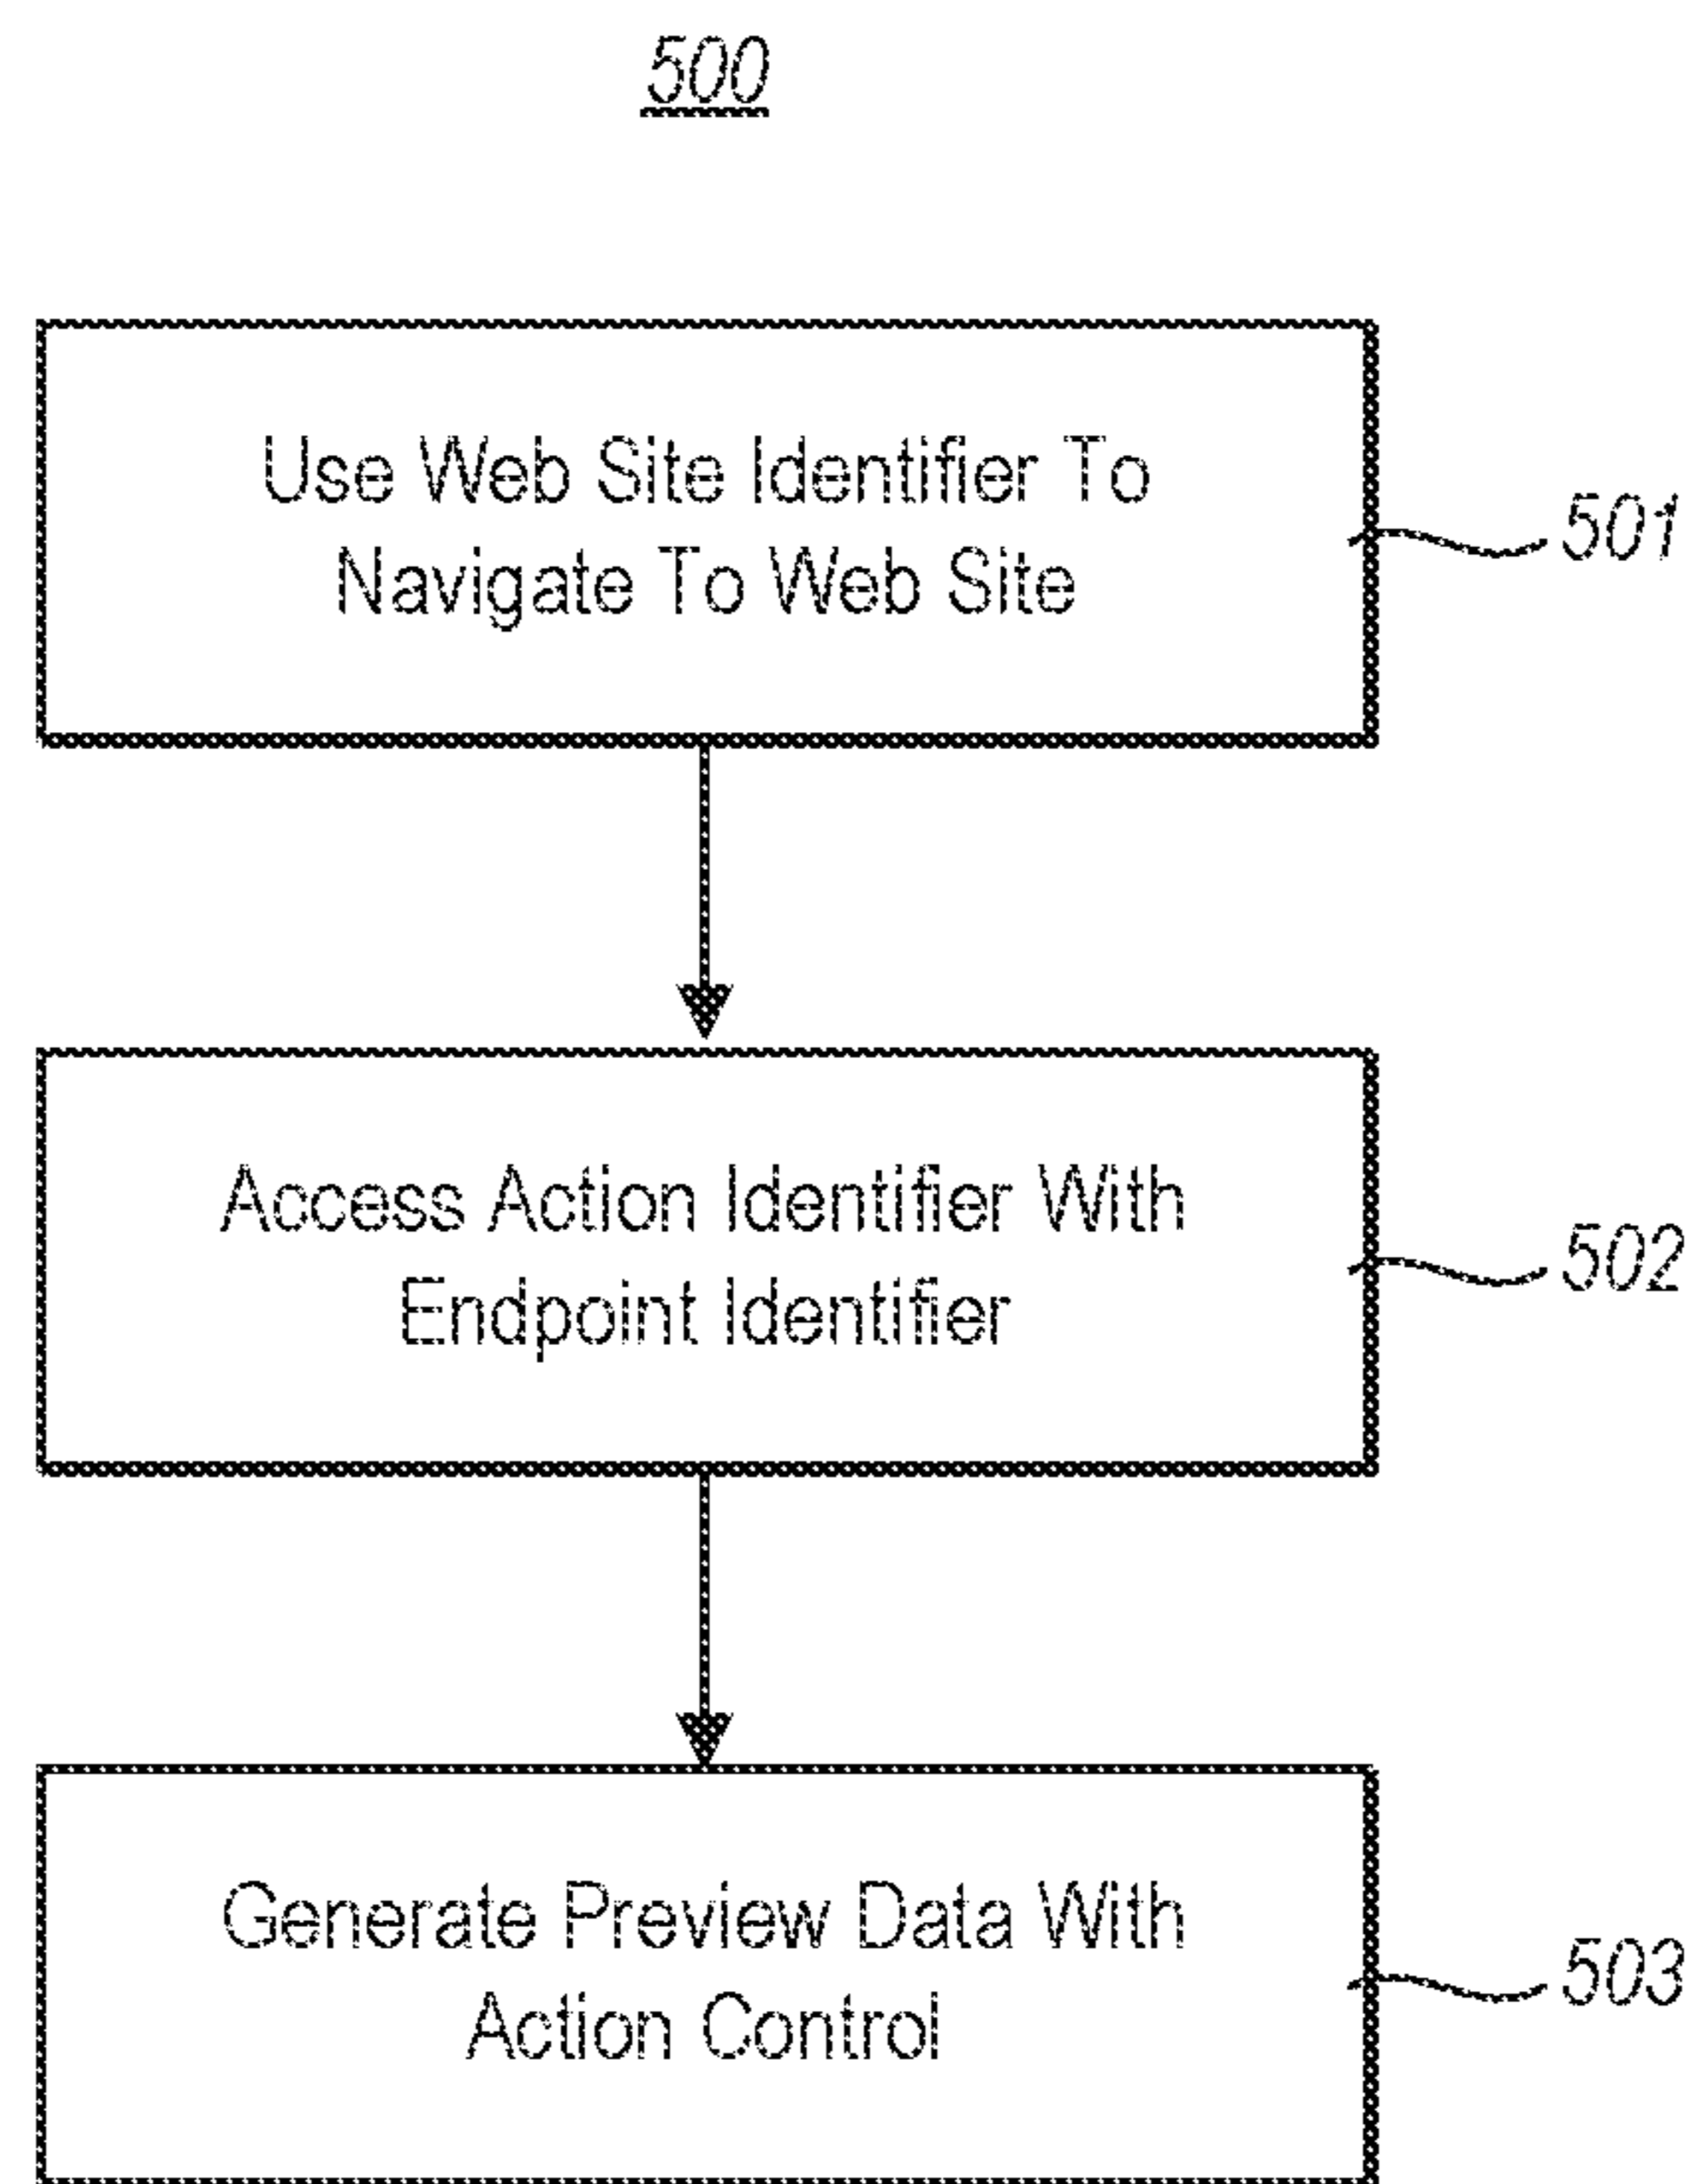 500
Use Web Site Identifier To
Navigate To Web Site
501
Access Action Identifier With
Endpoint Identifier
502
Generate Preview Data With
Action Control
503